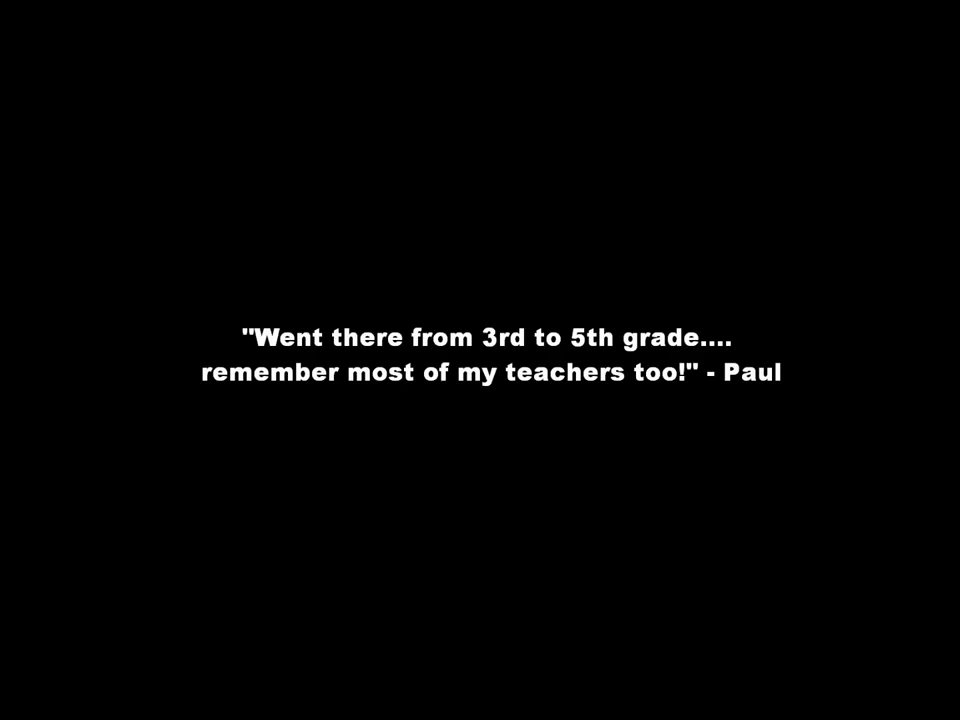 "Went there from 3rd to 5th grade....
remember most of my teachers too!" - Paul